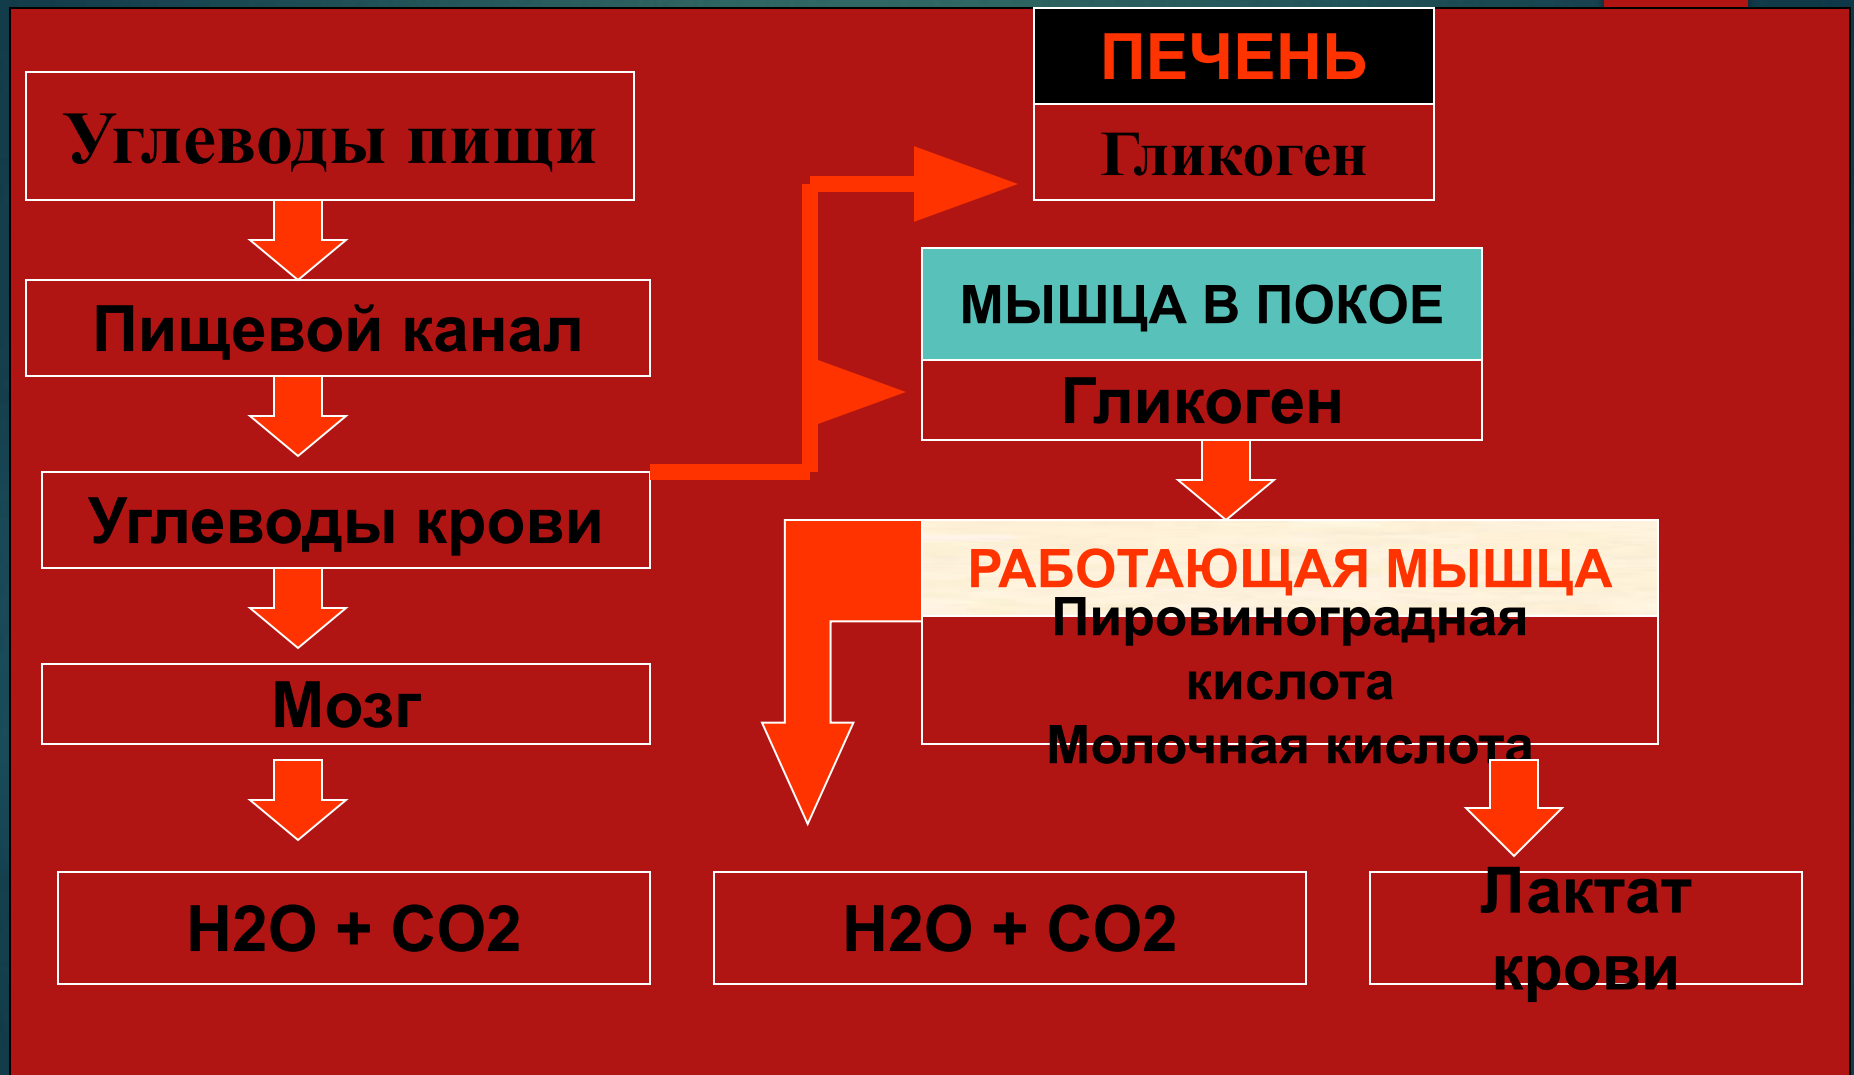 Углеводы пищи
Пищевой канал
Углеводы крови
Мозг
H2O + CO2
ПЕЧЕНЬ
Гликоген
МЫШЦА В ПОКОЕ
Гликоген
РАБОТАЮЩАЯ МЫШЦА
Пировиноградная
кислота
Молочная кислота
H2O + CO2
Лактат
крови